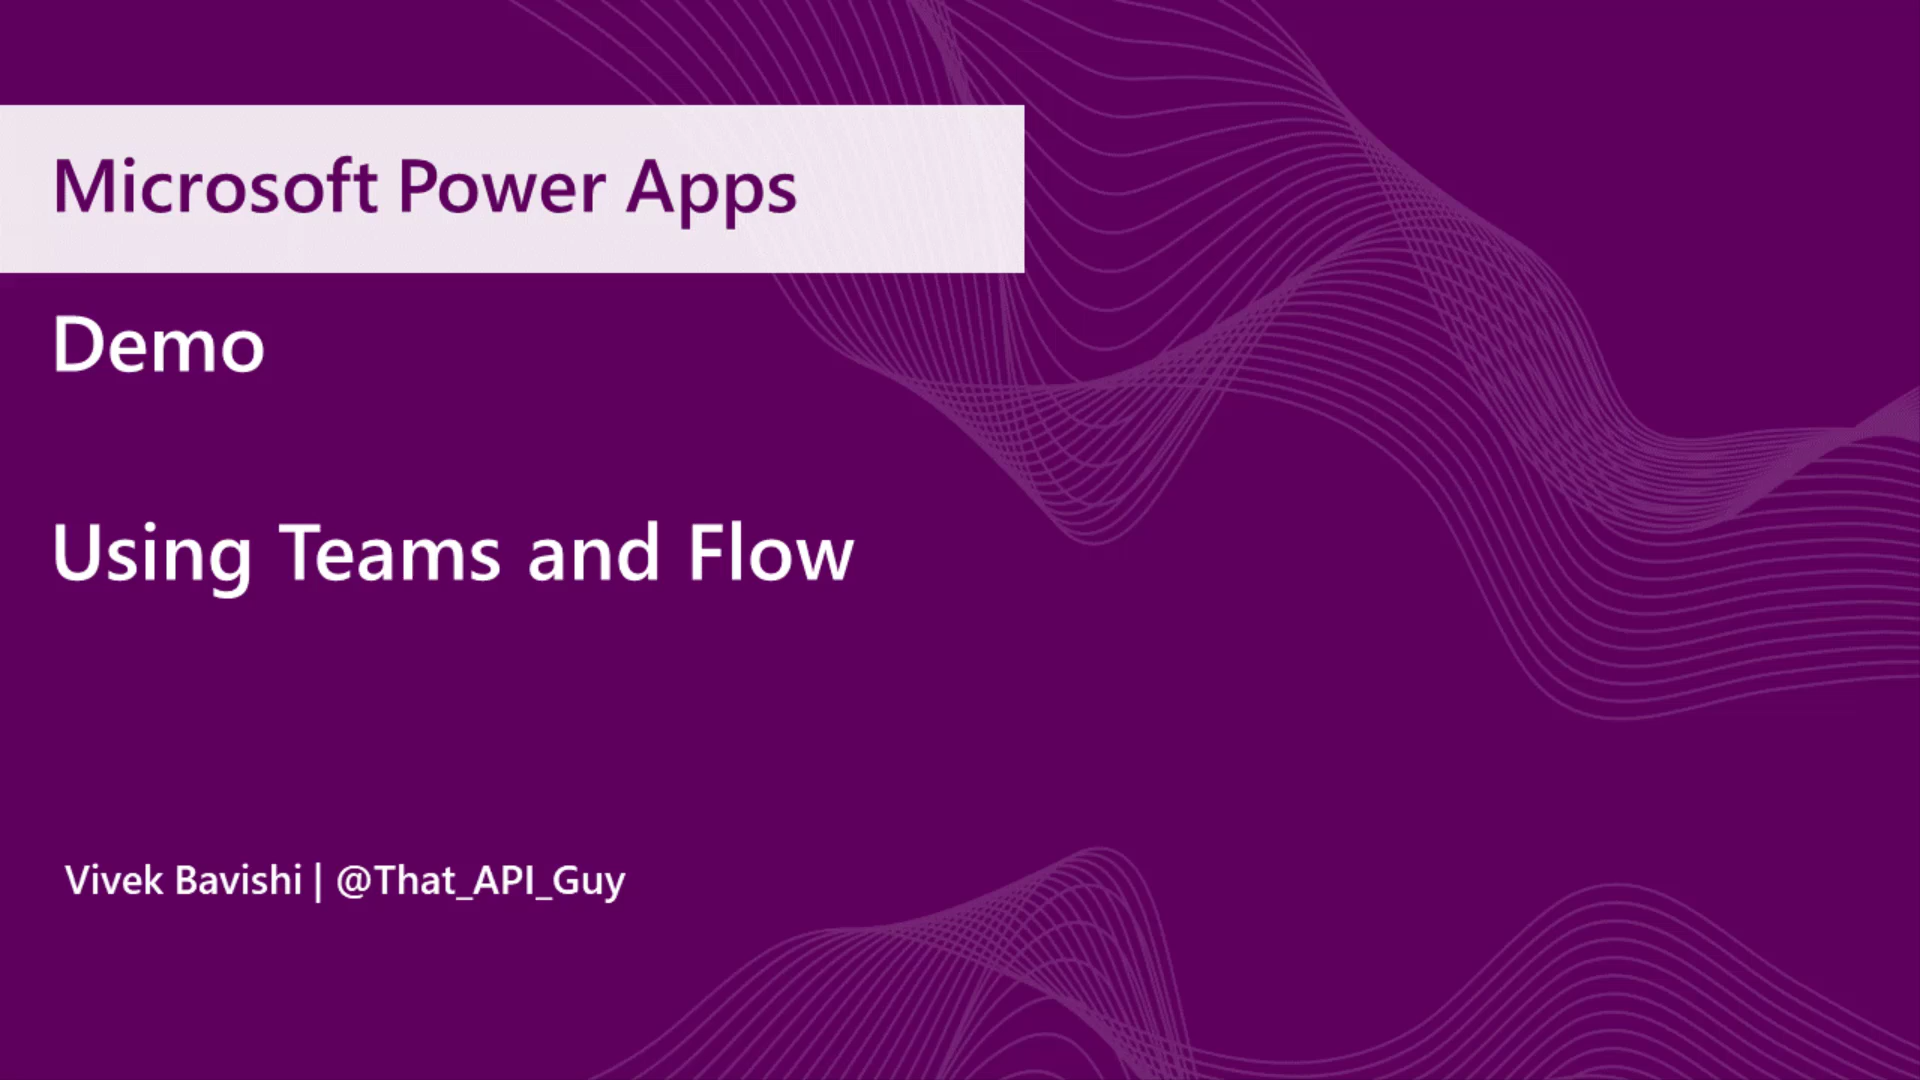 Microsoft Power Apps
Demo
Using Teams and Flow
Vivek Bavishi | @That_API_Guy